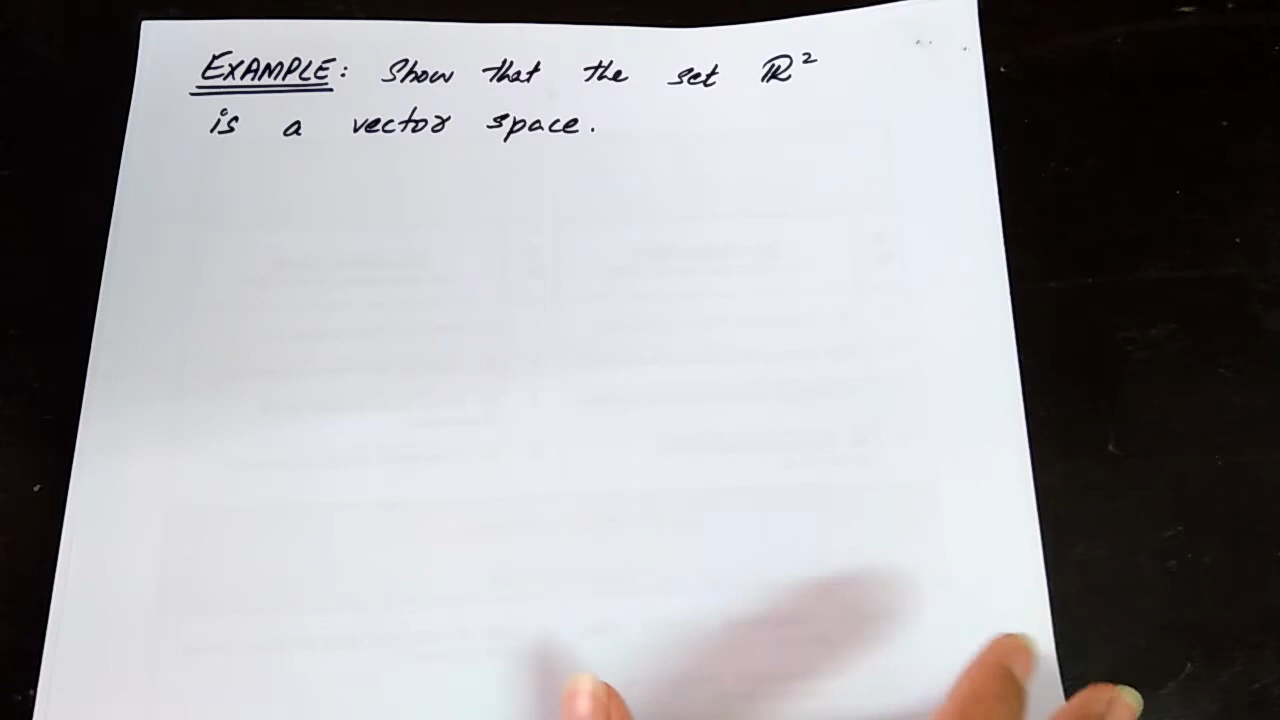 EXAMPLE: Show that the set ℝ²
is a vector space.